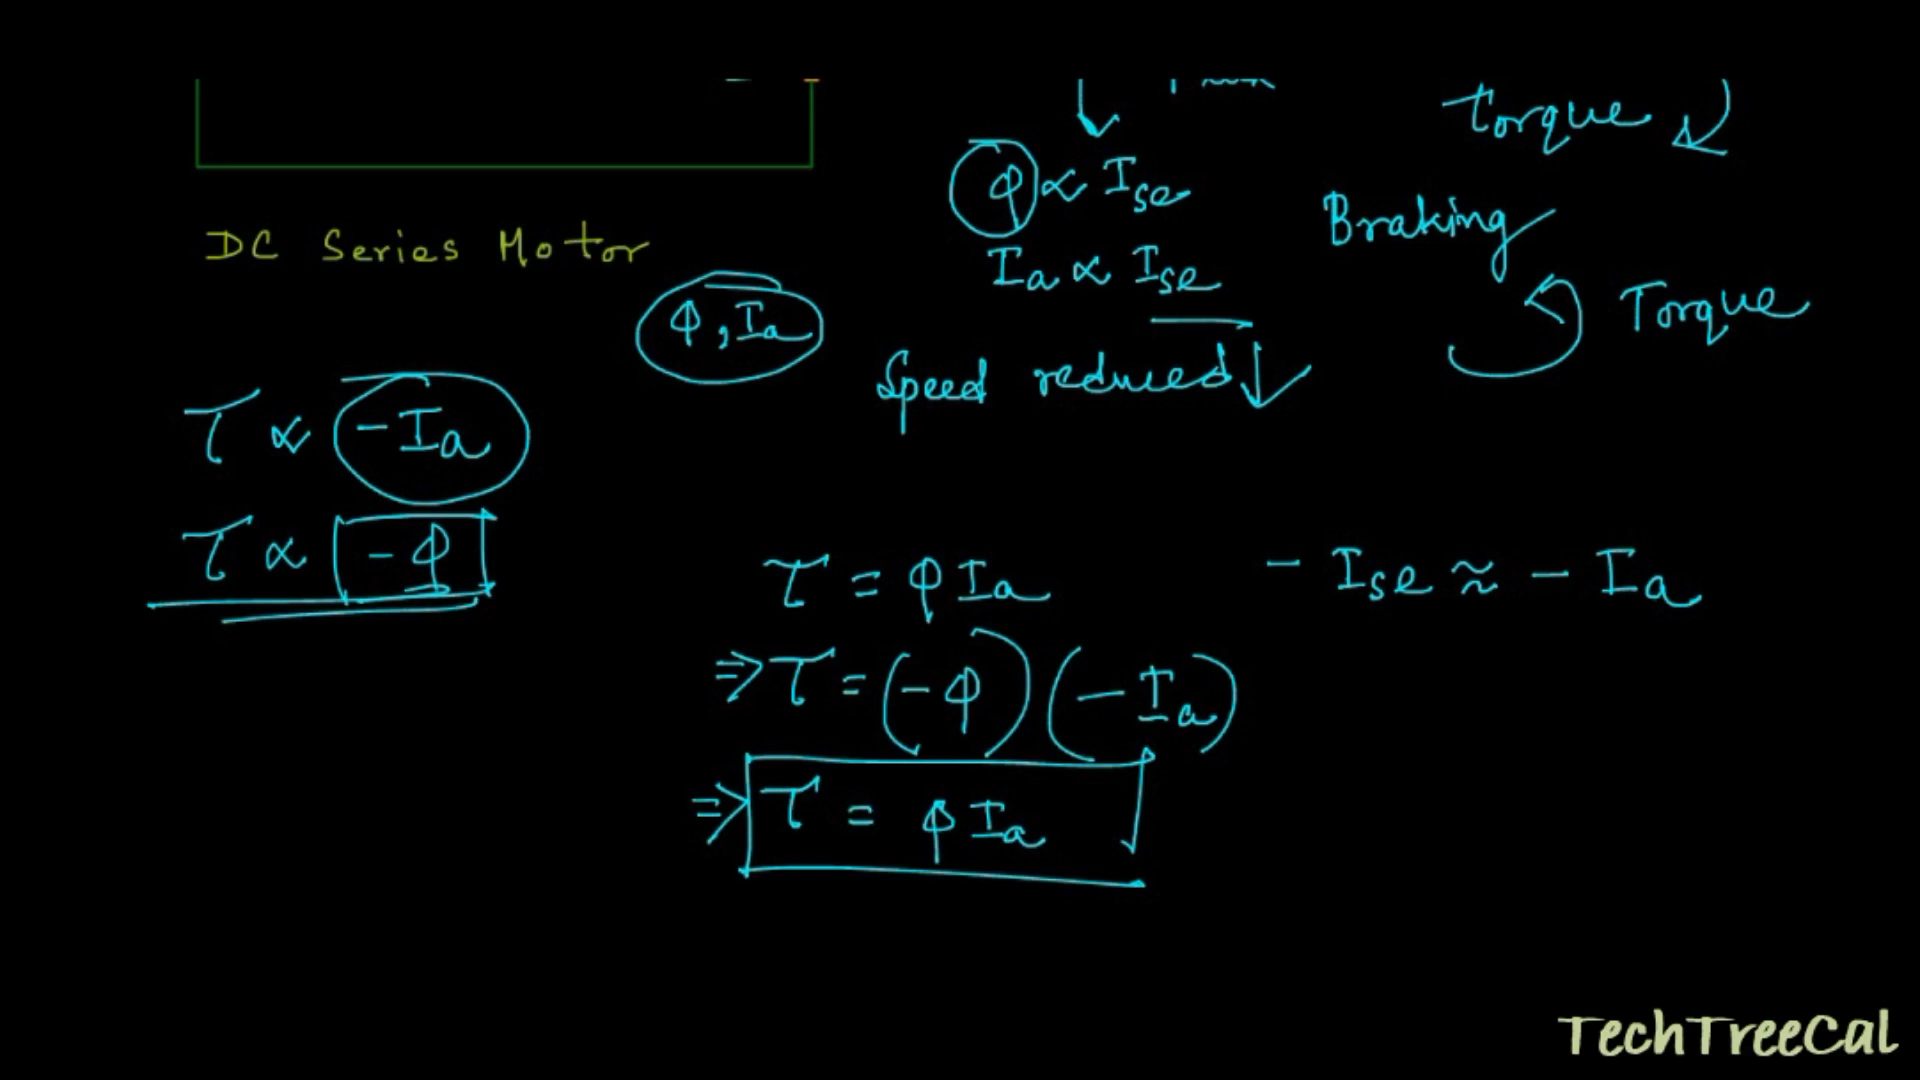 Torque
φ ∝ Ise
Braking
DC Series Motor
Ia ∝ Ise
φ, Ia
Torque
Speed reduced ↓
τ ∝ -Ia
τ ∝ -φ
τ = φ Ia
- Ise ≈ - Ia
⇒ τ = (-φ) (-Ia)
⇒ τ = φ Ia
TechTreeCal